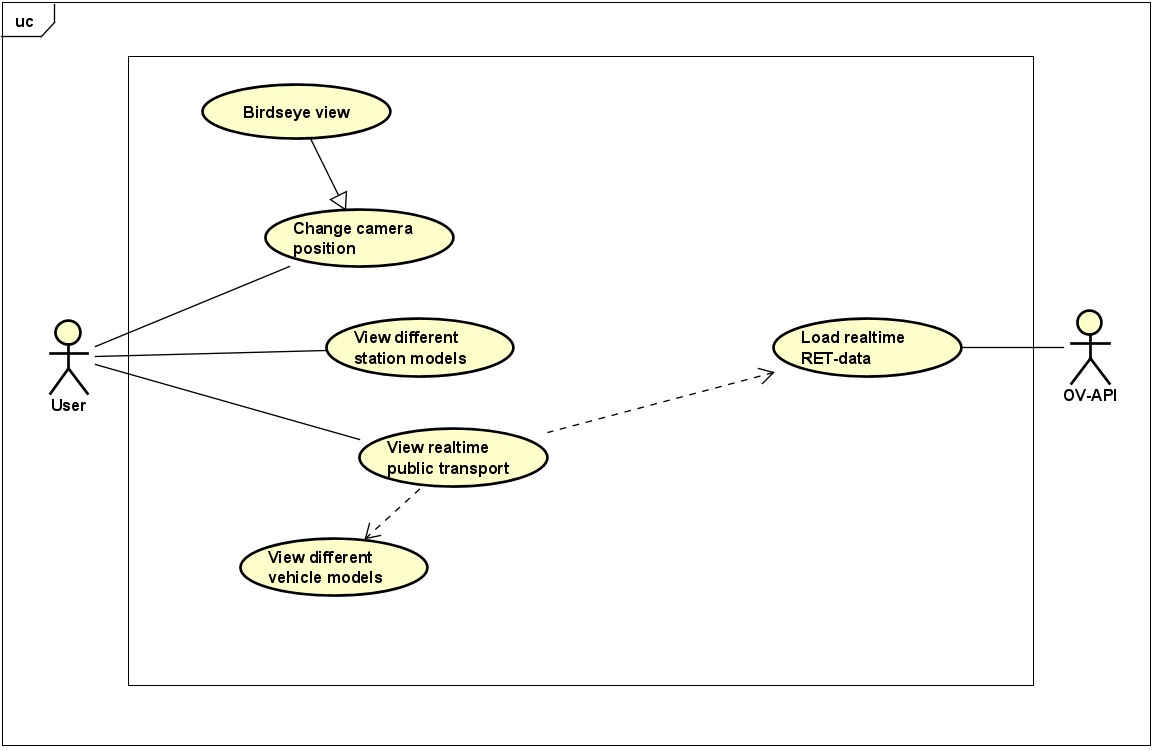 uc
Birdseye view
Change camera
position
View different
station models
Load realtime
RET-data
User
OV-API
View realtime
public transport
View different
vehicle models